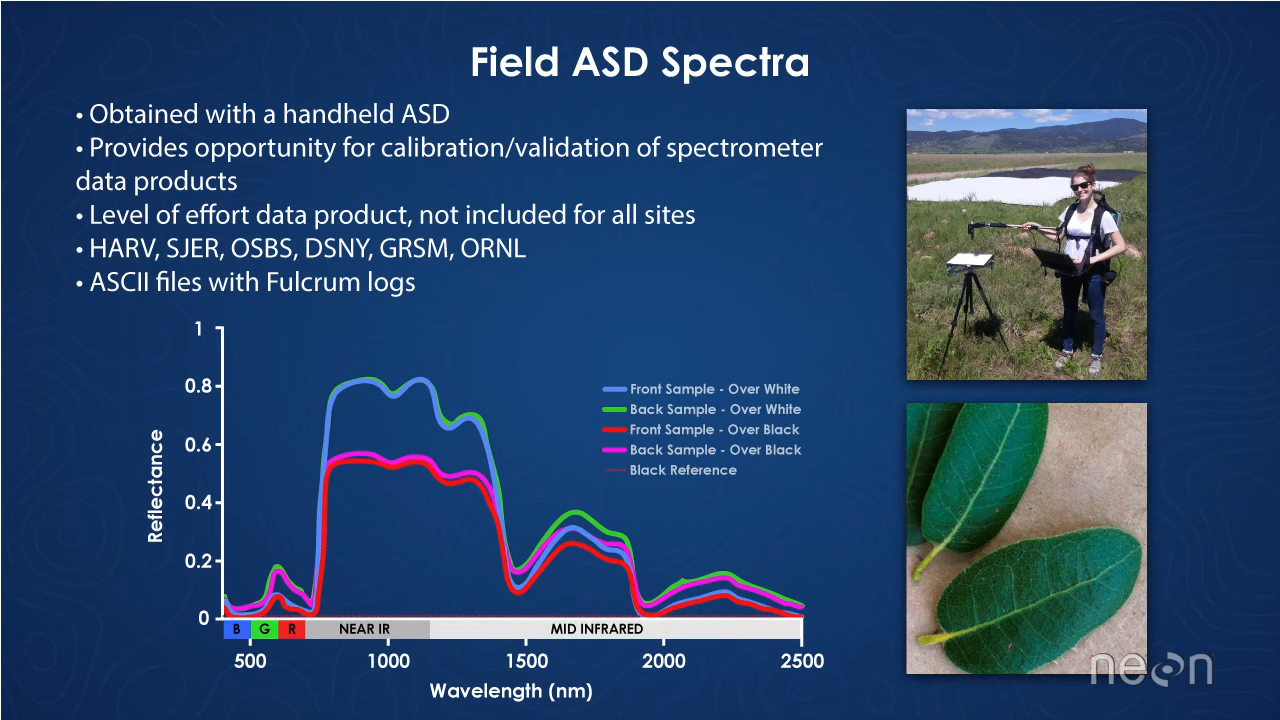 Field ASD Spectra
• Obtained with a handheld ASD
• Provides opportunity for calibration/validation of spectrometer
data products
• Level of effort data product, not included for all sites
• HARV, SJER, OSBS, DSNY, GRSM, ORNL
• ASCII files with Fulcrum logs
1
0.8
0.6
0.4
0.2
0
Reflectance
Front Sample - Over White
Back Sample - Over White
Front Sample - Over Black
Back Sample - Over Black
Black Reference
B G R NEAR IR MID INFRARED
500 1000 1500 2000 2500
Wavelength (nm)
neon